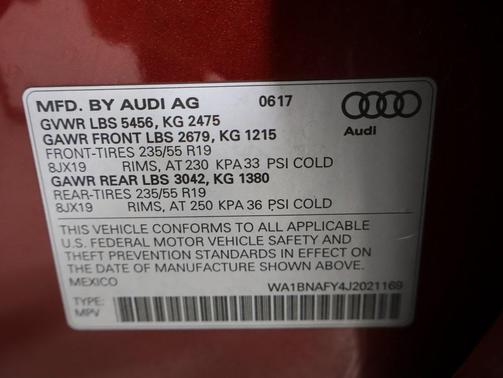 MFD. BY AUDI AG 0617
GVWR LBS 5456, KG 2475
GAWR FRONT LBS 2679, KG 1215
FRONT-TIRES 235/55 R19
8JX19 RIMS, AT 230 KPA 33 PSI COLD
GAWR REAR LBS 3042, KG 1380
REAR-TIRES 235/55 R19
8JX19 RIMS, AT 250 KPA 36 PSI COLD
Audi
THIS VEHICLE CONFORMS TO ALL APPLICABLE
U.S. FEDERAL MOTOR VEHICLE SAFETY AND
THEFT PREVENTION STANDARDS IN EFFECT ON
THE DATE OF MANUFACTURE SHOWN ABOVE.
MEXICO WA1BNAFY4J2021169
TYPE:
MPV